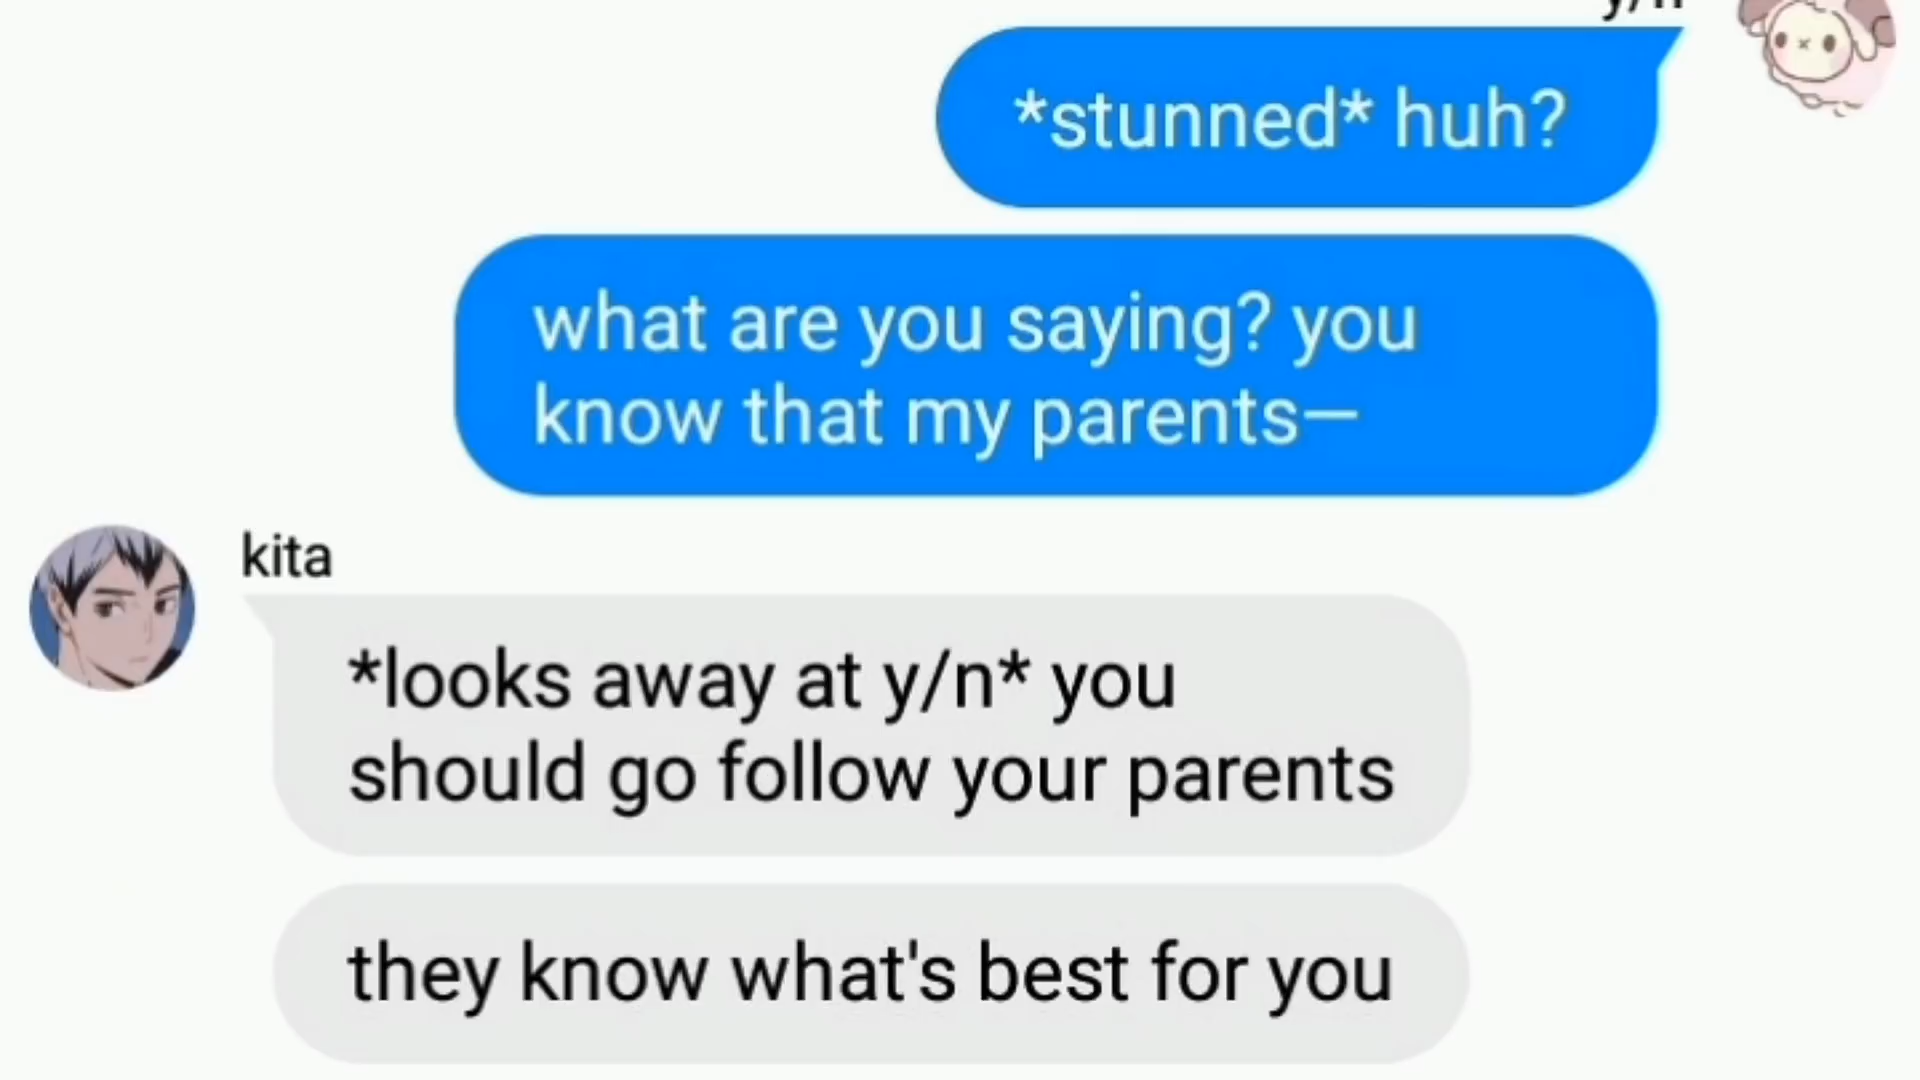 y/n
*stunned* huh?
what are you saying? you
know that my parents—
kita
*looks away at y/n* you
should go follow your parents
they know what's best for you